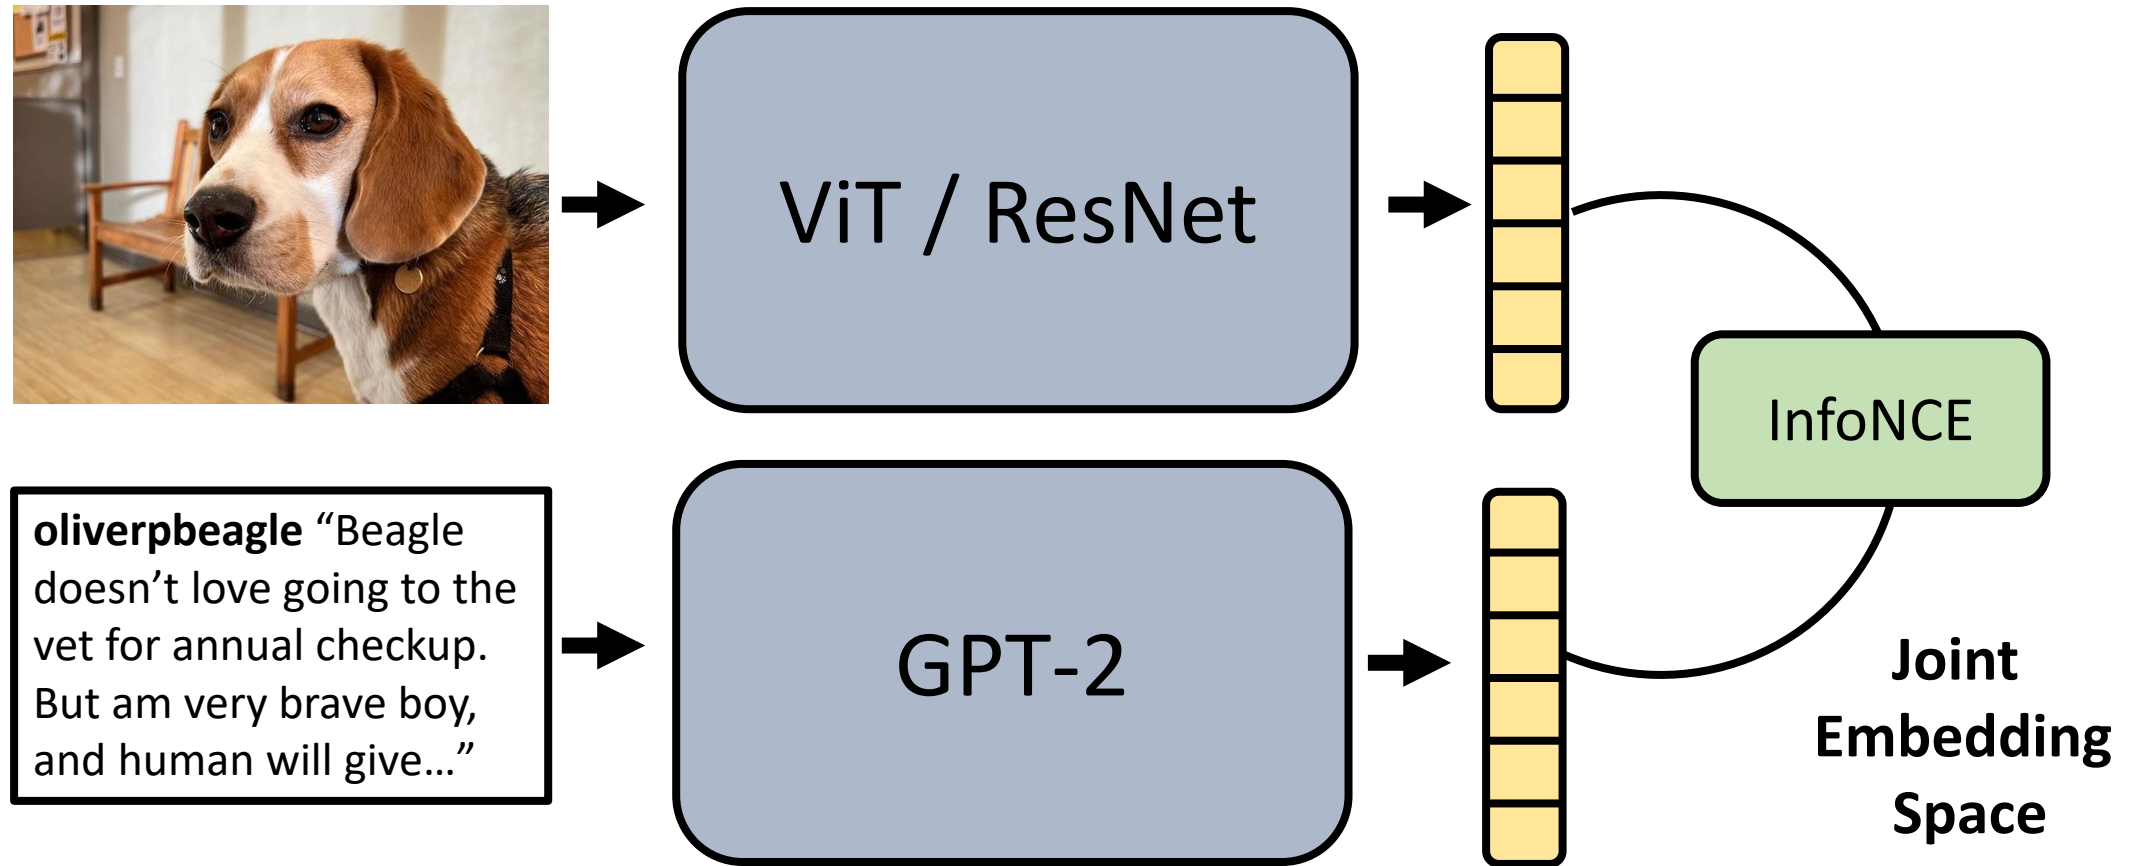 ViT / ResNet
InfoNCE
oliverpbeagle “Beagle
doesn’t love going to the
vet for annual checkup.
But am very brave boy,
and human will give…”
GPT-2
Joint
Embedding
Space